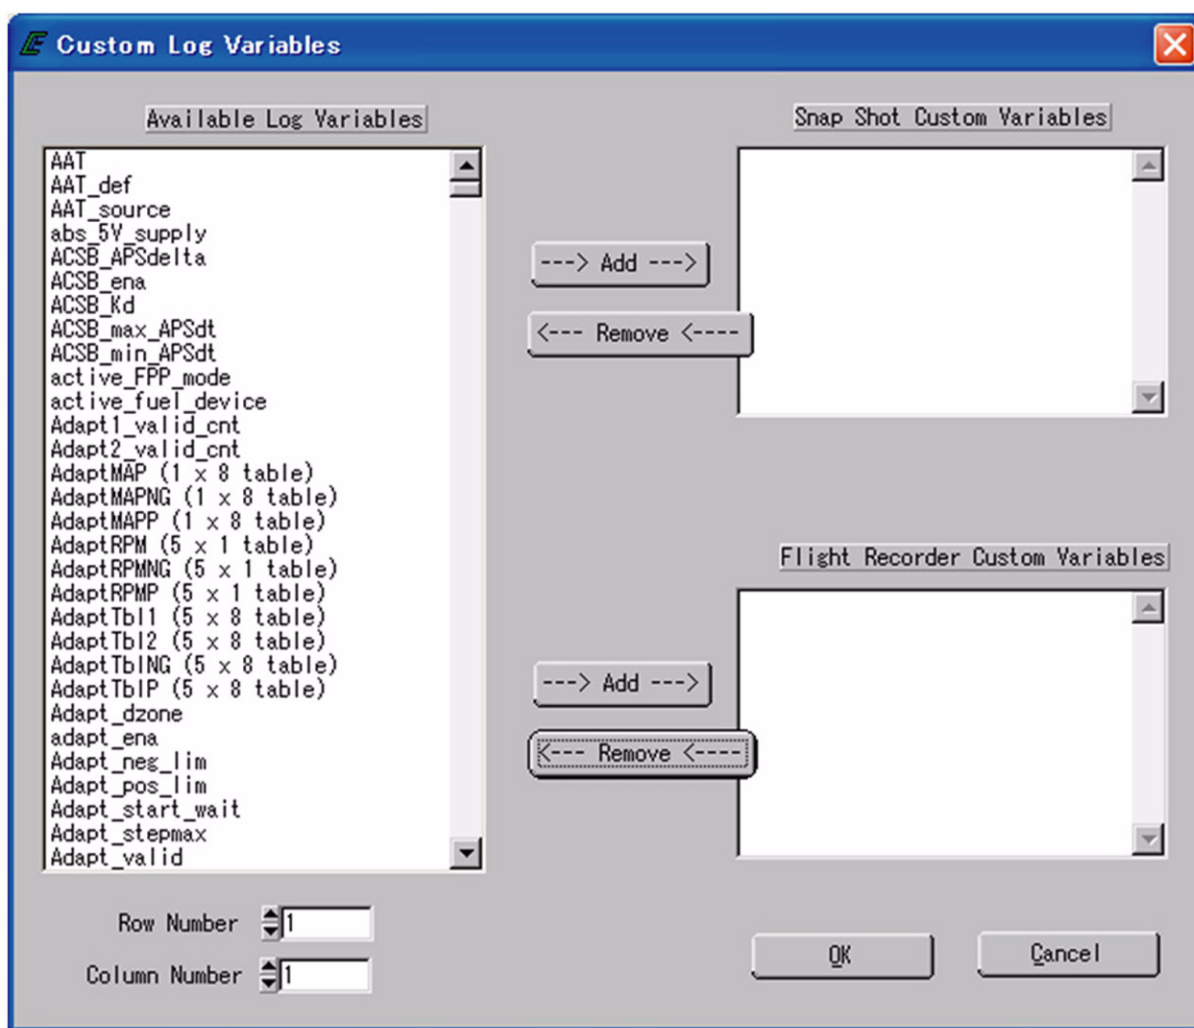 Custom Log Variables
Available Log Variables
AAT
AAT_def
AAT_source
abs_5V_supply
ACSB_APSdelta
ACSB_ena
ACSB_Kd
ACSB_max_APSdt
ACSB_min_APSdt
active_FPP_mode
active_fuel_device
Adapt1_valid_cnt
Adapt2_valid_cnt
AdaptMAP (1 x 8 table)
AdaptMAPNG (1 x 8 table)
AdaptMAPP (1 x 8 table)
AdaptRPM (5 x 1 table)
AdaptRPMNG (5 x 1 table)
AdaptRPMP (5 x 1 table)
AdaptTbl1 (5 x 8 table)
AdaptTbl2 (5 x 8 table)
AdaptTblNG (5 x 8 table)
AdaptTblP (5 x 8 table)
Adapt_dzone
adapt_ena
Adapt_neg_lim
Adapt_pos_lim
Adapt_start_wait
Adapt_stepmax
Adapt_valid
Row Number 1
Column Number 1
Snap Shot Custom Variables
---> Add --->
<--- Remove <----
Flight Recorder Custom Variables
---> Add --->
<--- Remove <----
OK
Cancel